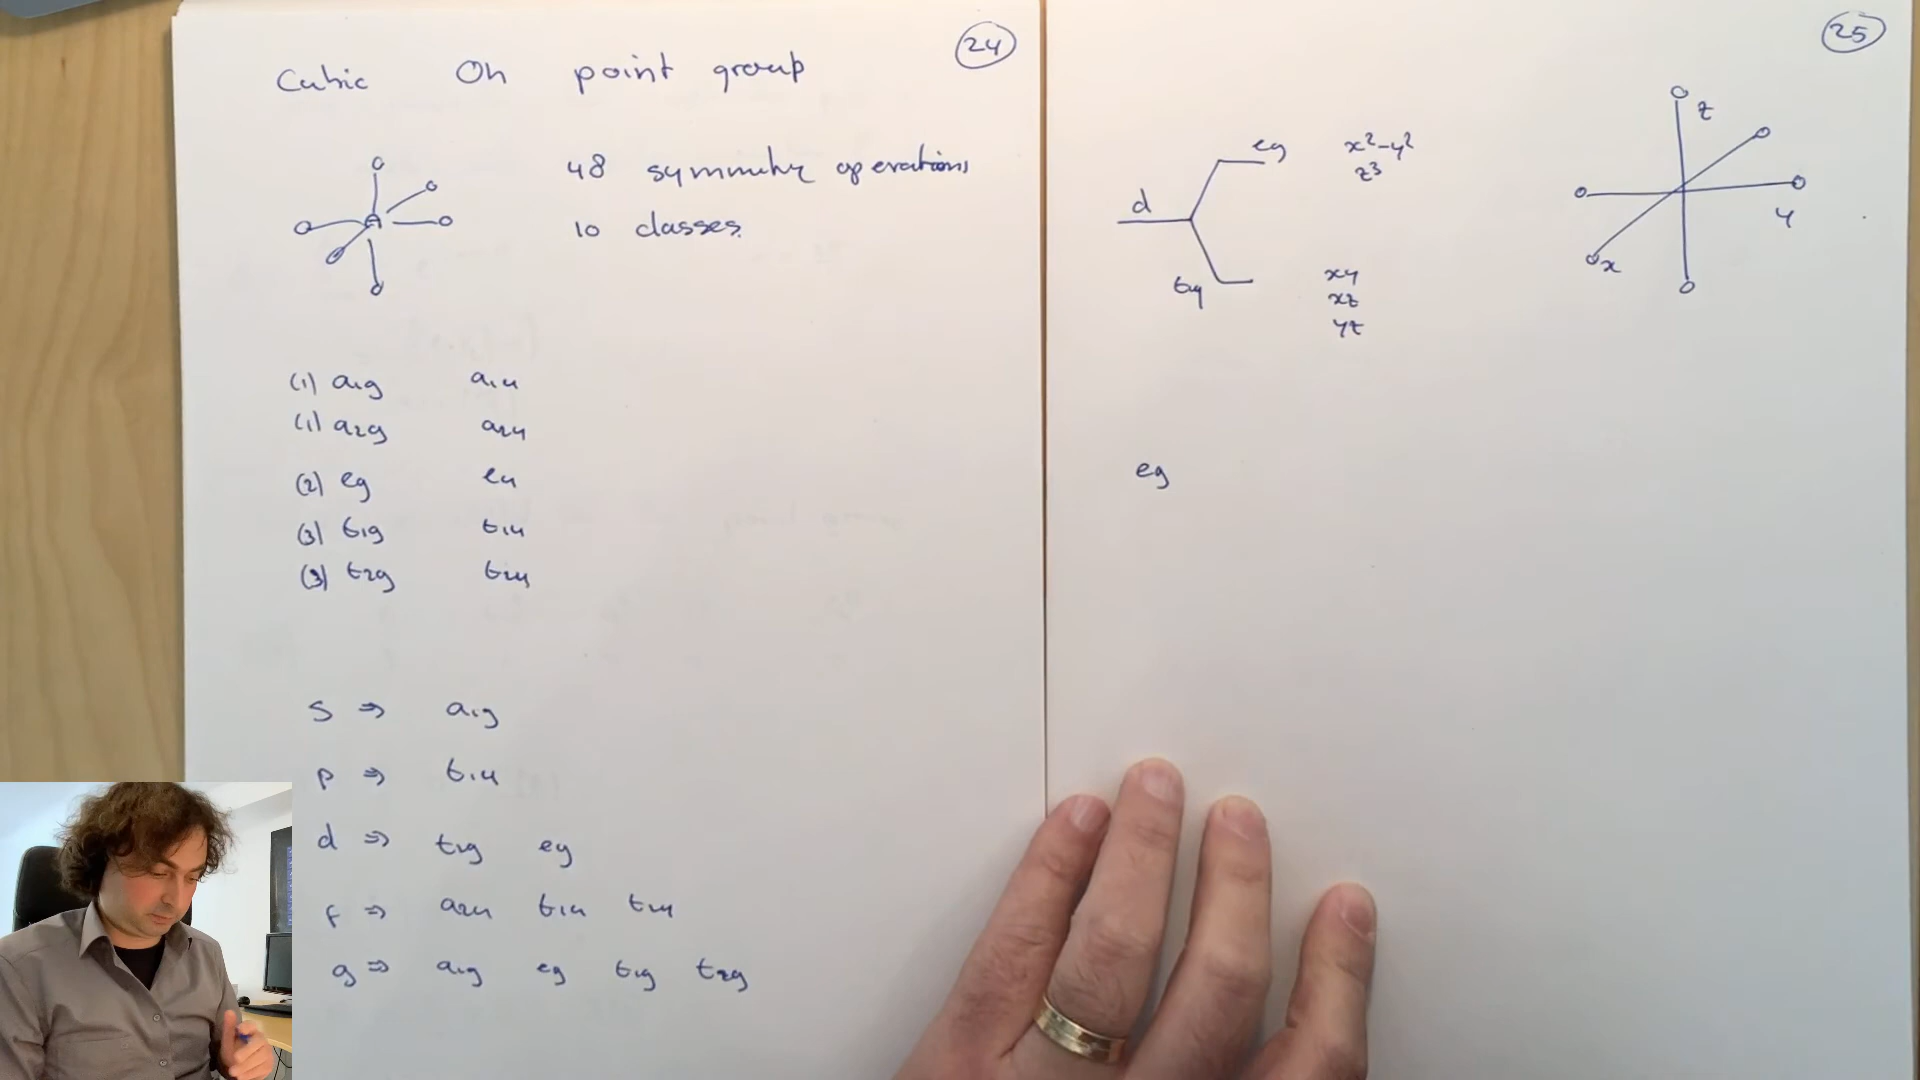 24
Cubic Oh point group
48 symmetry operations
10 classes.
(1) a1g a1u
(1) a2g a2u
(2) eg eu
(3) t1g t1u
(3) t2g t2u
s ⇒ a1g
p ⇒ t1u
d ⇒ t2g eg
f ⇒ a2u t1u t2u
g ⇒ a1g eg t1g t2g
25
d
eg x²-y²
z3
t2g xy
xz
yz
z
y
x
eg